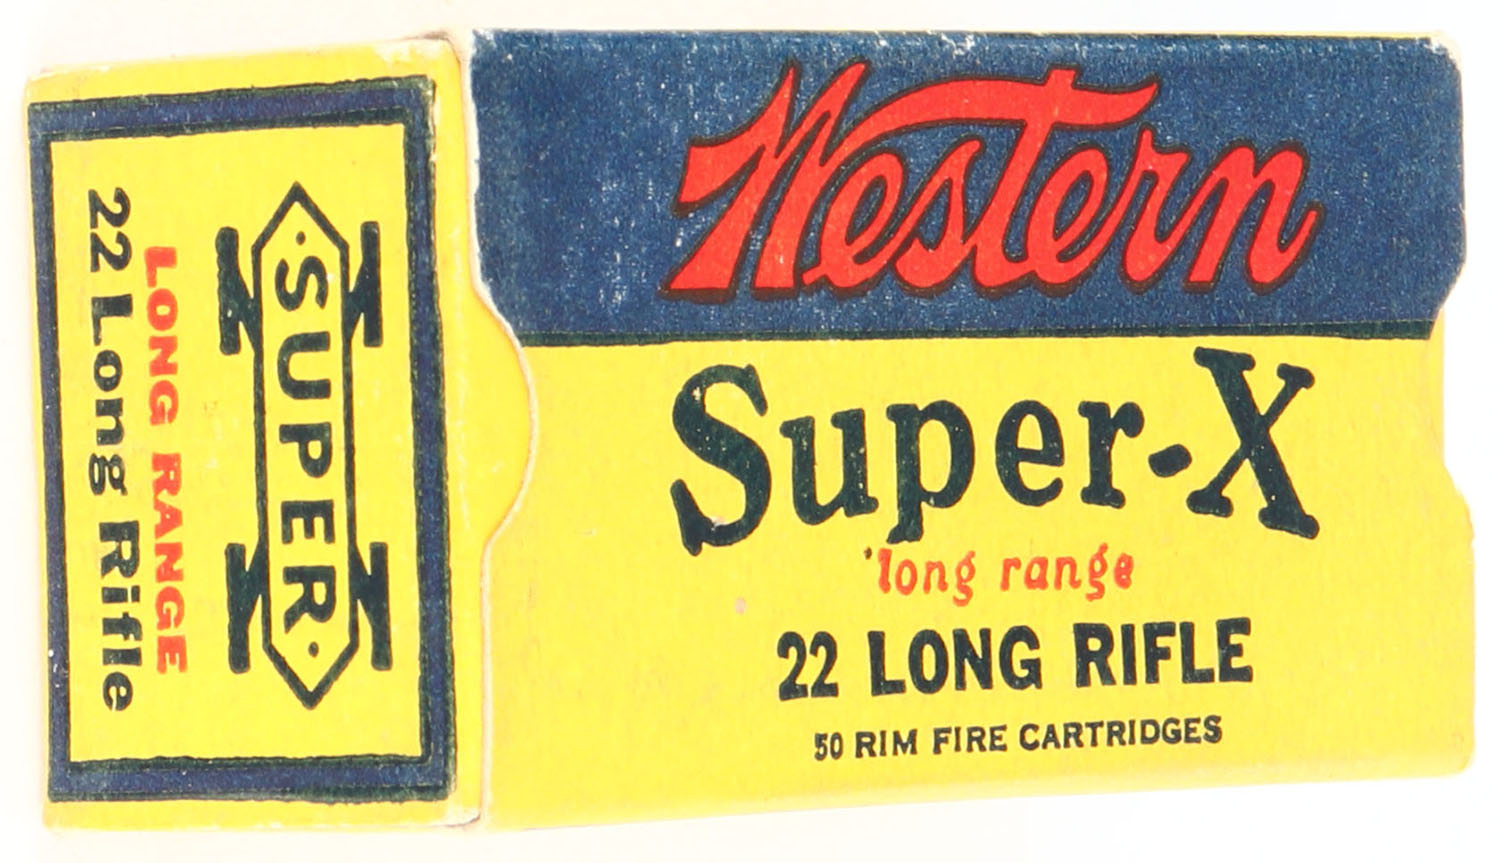 Western
Super-X
long range
22 LONG RIFLE
50 RIM FIRE CARTRIDGES
X
·SUPER·
X
LONG RANGE
22 Long Rifle